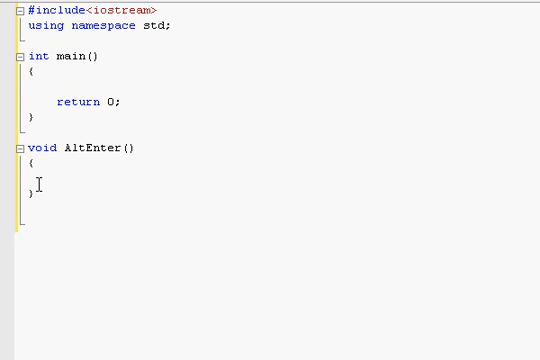 #include<iostream>
using namespace std;
int main()
{
return 0;
}
void AltEnter()
{
}